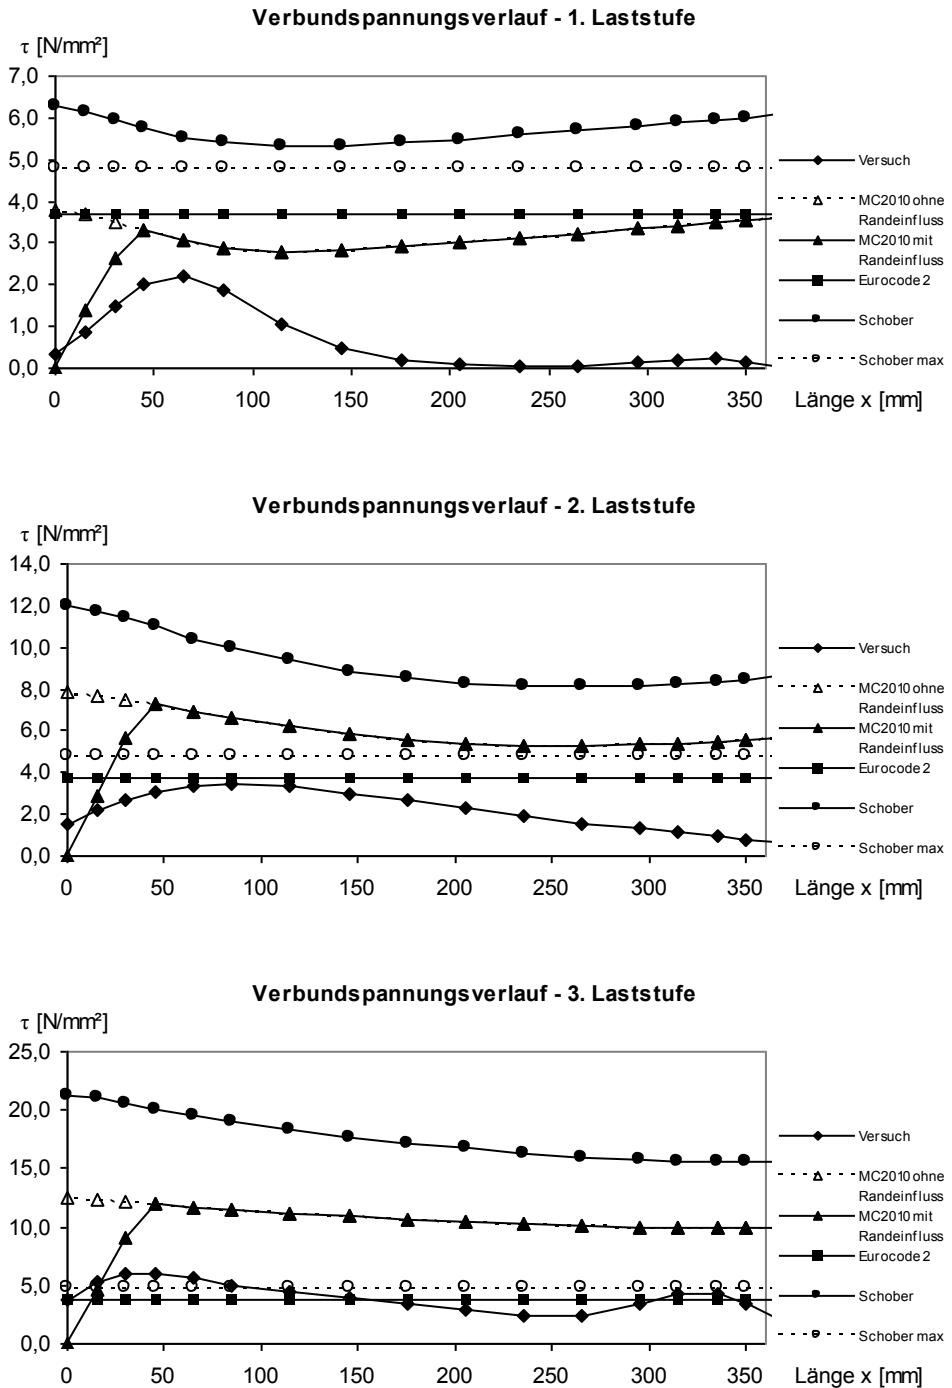 Verbundspannungsverlauf - 1. Laststufe
τ [N/mm²]
7,0
6,0
5,0
4,0
3,0
2,0
1,0
0,0
0 50 100 150 200 250 300 350 Länge x [mm]
Versuch
MC2010 ohne
Randeinfluss
MC2010 mit
Randeinfluss
Eurocode 2
Schober
Schober max
Verbundspannungsverlauf - 2. Laststufe
τ [N/mm²]
14,0
12,0
10,0
8,0
6,0
4,0
2,0
0,0
0 50 100 150 200 250 300 350 Länge x [mm]
Versuch
MC2010 ohne
Randeinfluss
MC2010 mit
Randeinfluss
Eurocode 2
Schober
Schober max
Verbundspannungsverlauf - 3. Laststufe
τ [N/mm²]
25,0
20,0
15,0
10,0
5,0
0,0
0 50 100 150 200 250 300 350 Länge x [mm]
Versuch
MC2010 ohne
Randeinfluss
MC2010 mit
Randeinfluss
Eurocode 2
Schober
Schober max